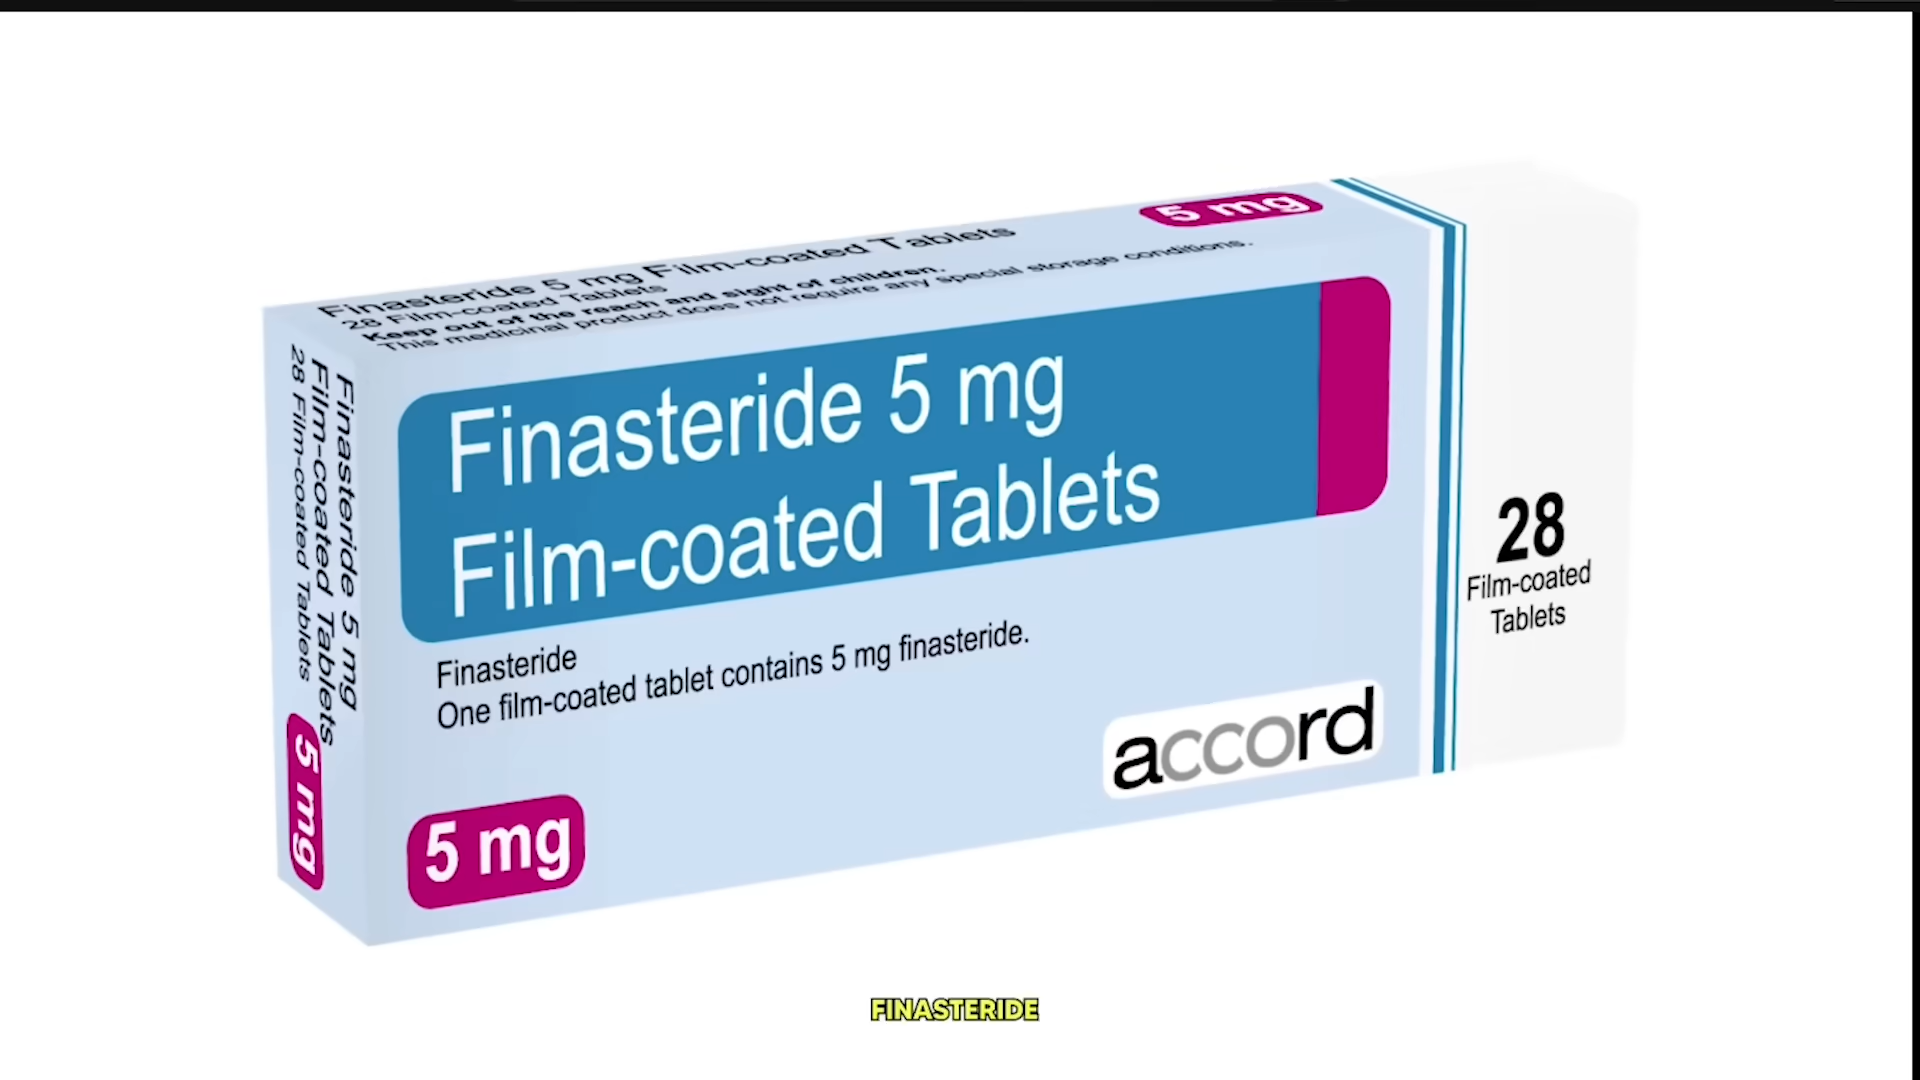 Finasteride 5 mg Film-coated Tablets
28 Film-coated Tablets
Keep out of the reach and sight of children.
This medicinal product does not require any special storage conditions.
5 mg
Finasteride 5 mg
Film-coated Tablets
28 Film-coated Tablets
5 mg
Finasteride 5 mg
Film-coated Tablets
Finasteride
One film-coated tablet contains 5 mg finasteride.
5 mg
accord
28
Film-coated
Tablets
FINASTERIDE